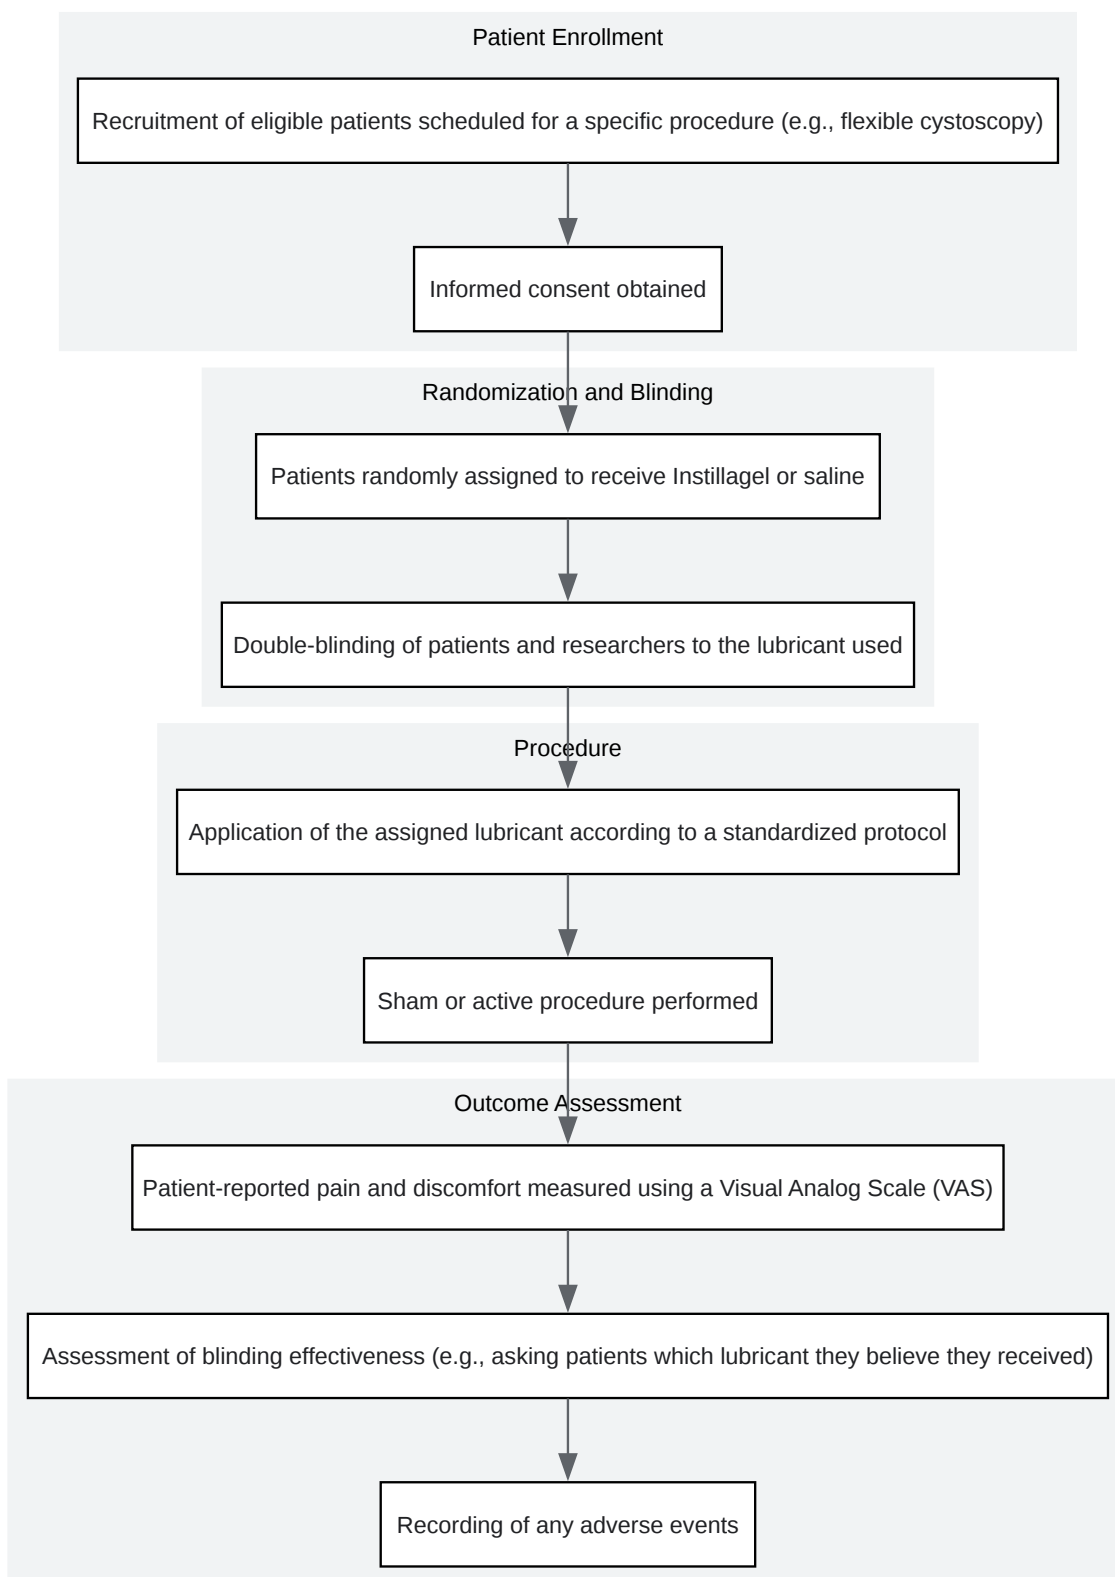 Patient Enrollment
Recruitment of eligible patients scheduled for a specific procedure (e.g., flexible cystoscopy)
Informed consent obtained
Randomization and Blinding
Patients randomly assigned to receive Instillagel or saline
Double-blinding of patients and researchers to the lubricant used
Procedure
Application of the assigned lubricant according to a standardized protocol
Sham or active procedure performed
Outcome Assessment
Patient-reported pain and discomfort measured using a Visual Analog Scale (VAS)
Assessment of blinding effectiveness (e.g., asking patients which lubricant they believe they received)
Recording of any adverse events